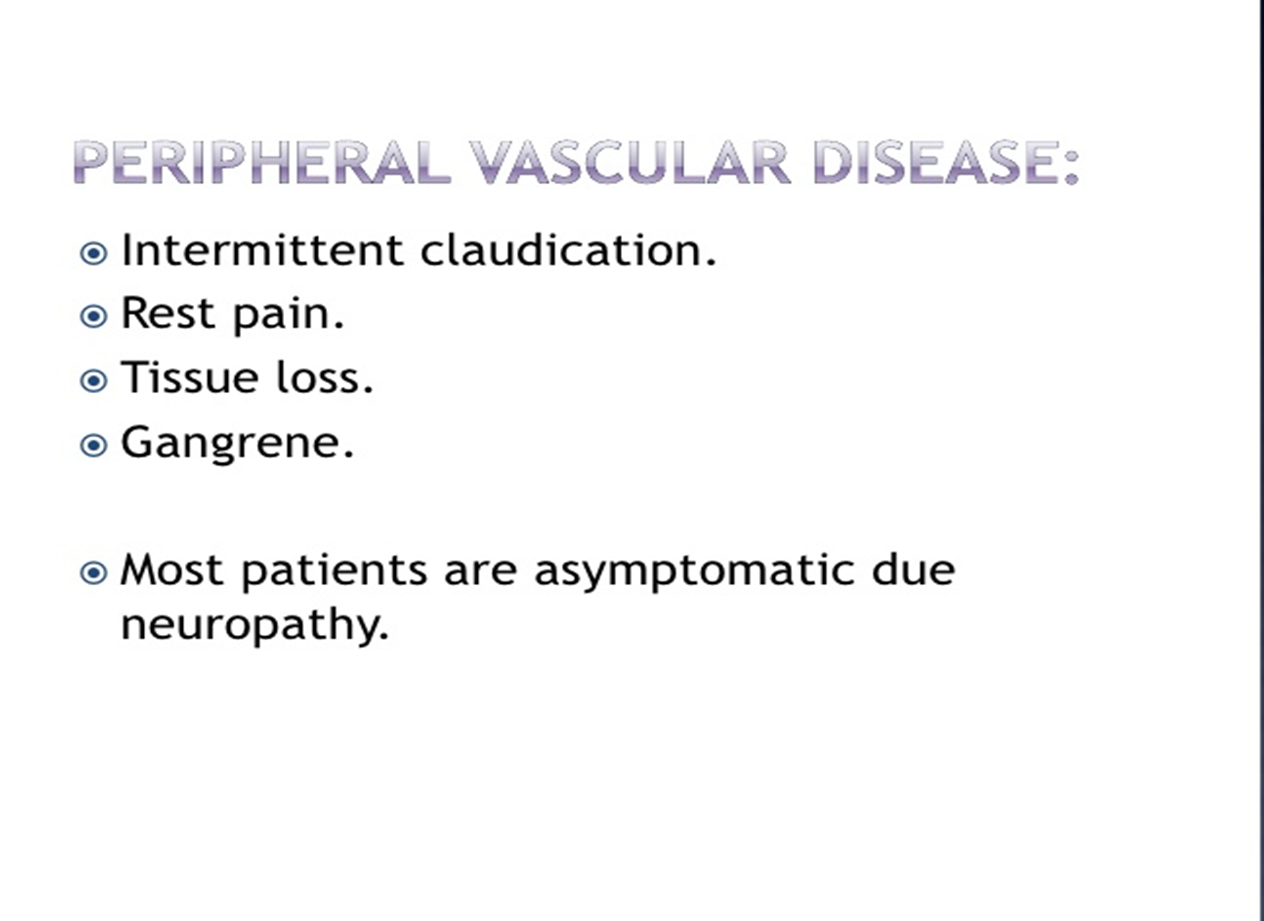 PERIPHERAL VASCULAR DISEASE:
Intermittent claudication.
Rest pain.
Tissue loss.
Gangrene.
Most patients are asymptomatic due
neuropathy.